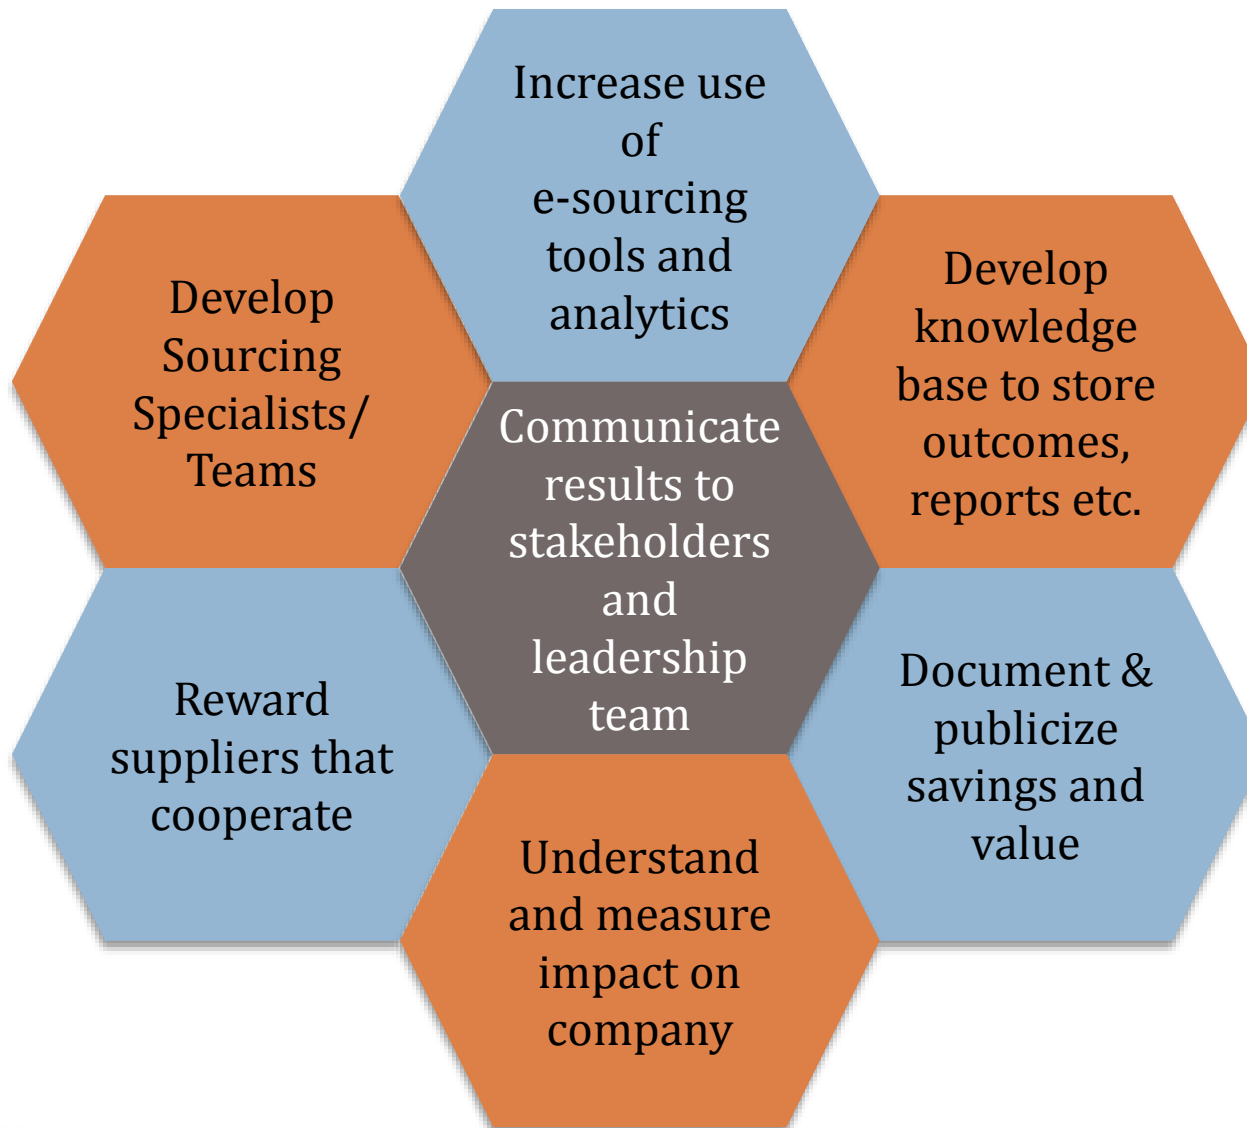 Increase use
of
e-sourcing
tools and
analytics
Develop
Sourcing
Specialists/
Teams
Develop
knowledge
base to store
outcomes,
reports etc.
Communicate
results to
stakeholders
and
leadership
team
Reward
suppliers that
cooperate
Document &
publicize
savings and
value
Understand
and measure
impact on
company